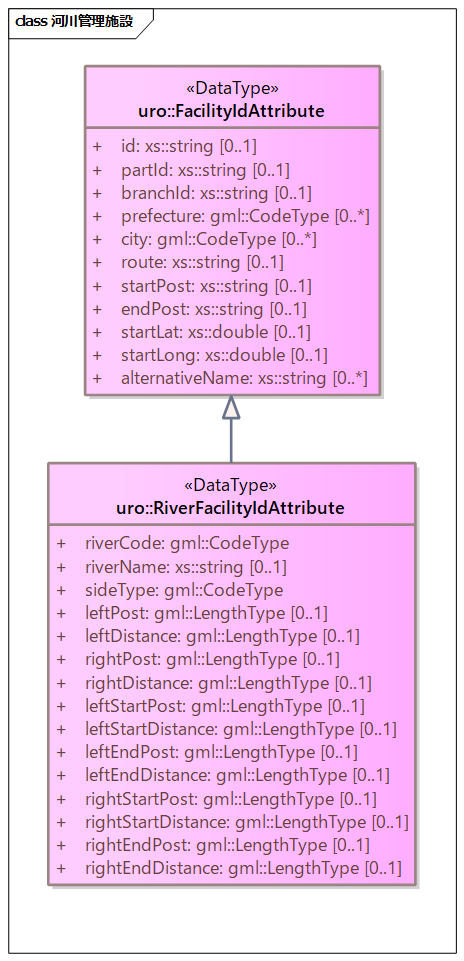 class 河川管理施設
«DataType»
uro::FacilityIdAttribute
+ id: xs::string [0..1]
+ partId: xs::string [0..1]
+ branchId: xs::string [0..1]
+ prefecture: gml::CodeType [0..*]
+ city: gml::CodeType [0..*]
+ route: xs::string [0..1]
+ startPost: xs::string [0..1]
+ endPost: xs::string [0..1]
+ startLat: xs::double [0..1]
+ startLong: xs::double [0..1]
+ alternativeName: xs::string [0..*]
«DataType»
uro::RiverFacilityIdAttribute
+ riverCode: gml::CodeType
+ riverName: xs::string [0..1]
+ sideType: gml::CodeType
+ leftPost: gml::LengthType [0..1]
+ leftDistance: gml::LengthType [0..1]
+ rightPost: gml::LengthType [0..1]
+ rightDistance: gml::LengthType [0..1]
+ leftStartPost: gml::LengthType [0..1]
+ leftStartDistance: gml::LengthType [0..1]
+ leftEndPost: gml::LengthType [0..1]
+ leftEndDistance: gml::LengthType [0..1]
+ rightStartPost: gml::LengthType [0..1]
+ rightStartDistance: gml::LengthType [0..1]
+ rightEndPost: gml::LengthType [0..1]
+ rightEndDistance: gml::LengthType [0..1]